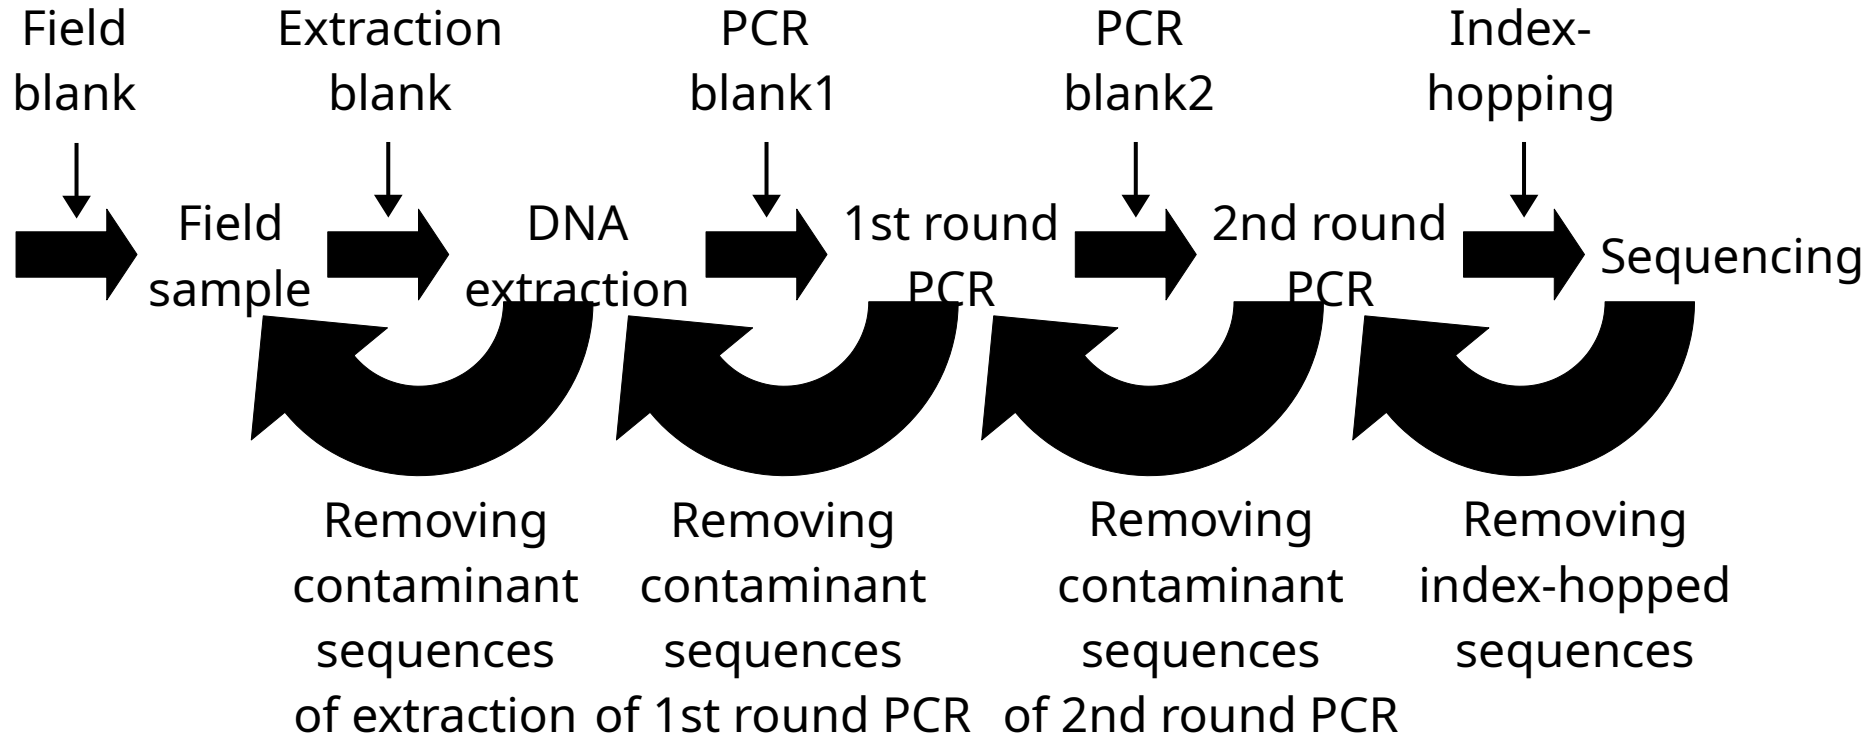 Field
blank
Extraction
blank
PCR
blank1
PCR
blank2
Index-
hopping
Field
sample
DNA
extraction
1st round
PCR
2nd round
PCR
Sequencing
Removing
contaminant
sequences
of extraction
Removing
contaminant
sequences
of 1st round PCR
Removing
contaminant
sequences
of 2nd round PCR
Removing
index-hopped
sequences